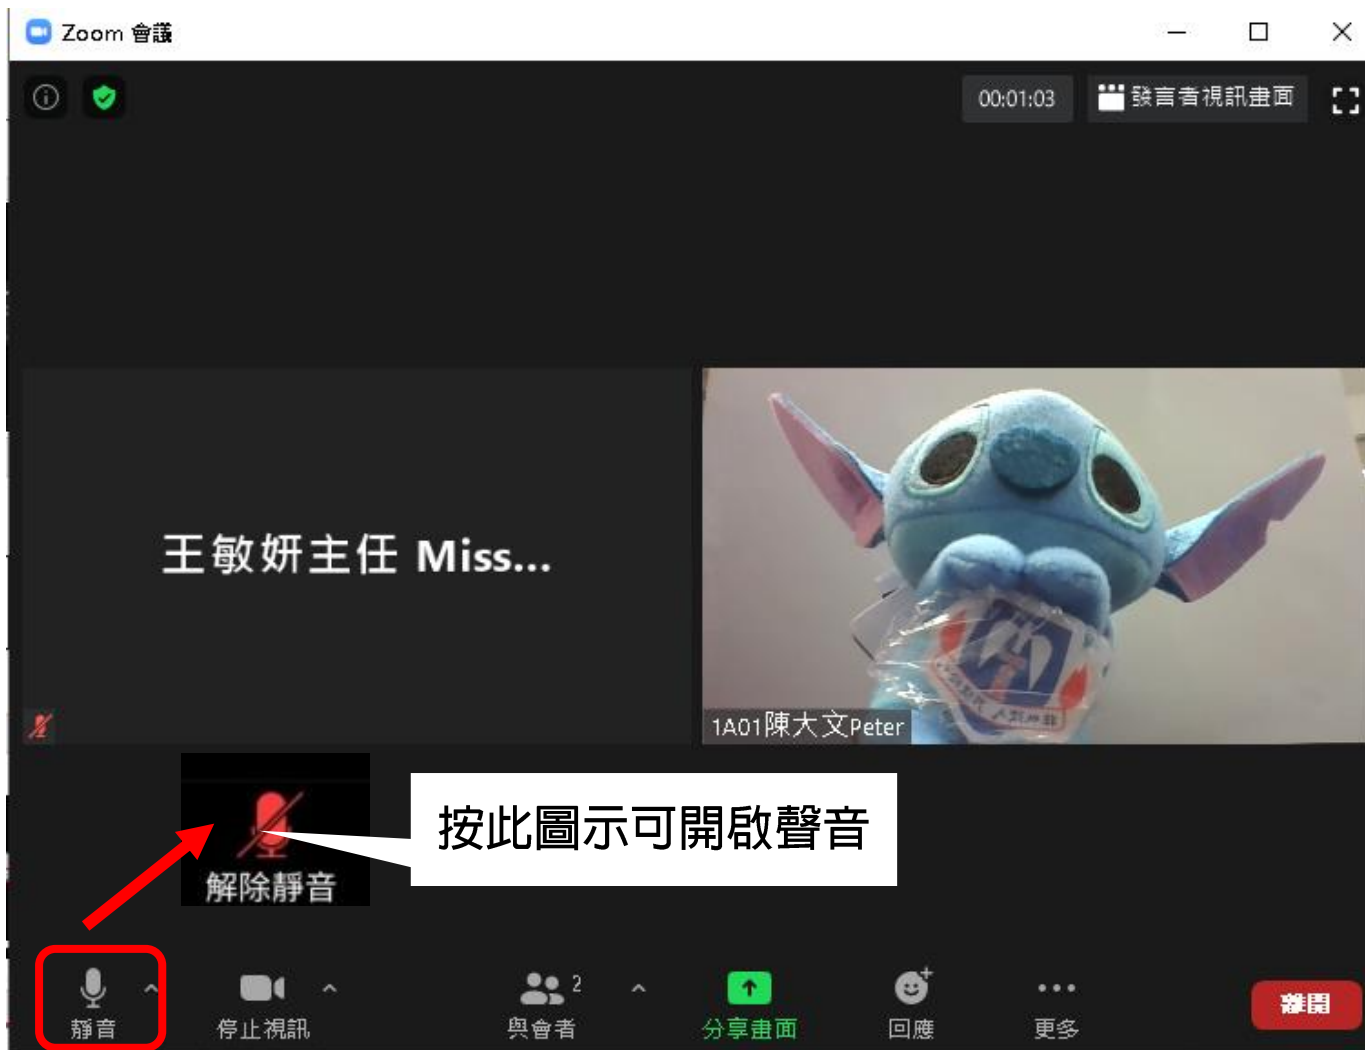 Zoom 會議
00:01:03
發言者視訊畫面
王敏妍主任 Miss...
1A01陳大文Peter
按此圖示可開啟聲音
解除靜音
2
靜音
停止視訊
與會者
分享畫面
回應
更多
離開